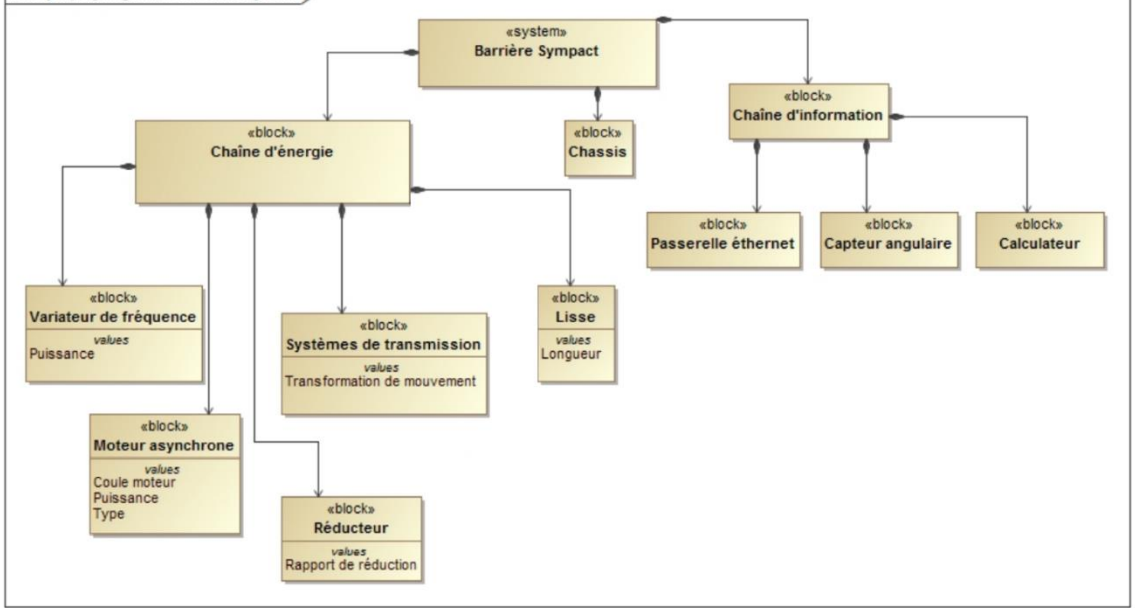 «system»
Barrière Sympact
«block»
Chaîne d'information
«block»
Chaîne d'énergie
«block»
Chassis
«block»
Passerelle éthernet
«block»
Capteur angulaire
«block»
Calculateur
«block»
Variateur de fréquence
values
Puissance
«block»
Systèmes de transmission
values
Transformation de mouvement
«block»
Lisse
values
Longueur
«block»
Moteur asynchrone
values
Coule moteur
Puissance
Type
«block»
Réducteur
values
Rapport de réduction